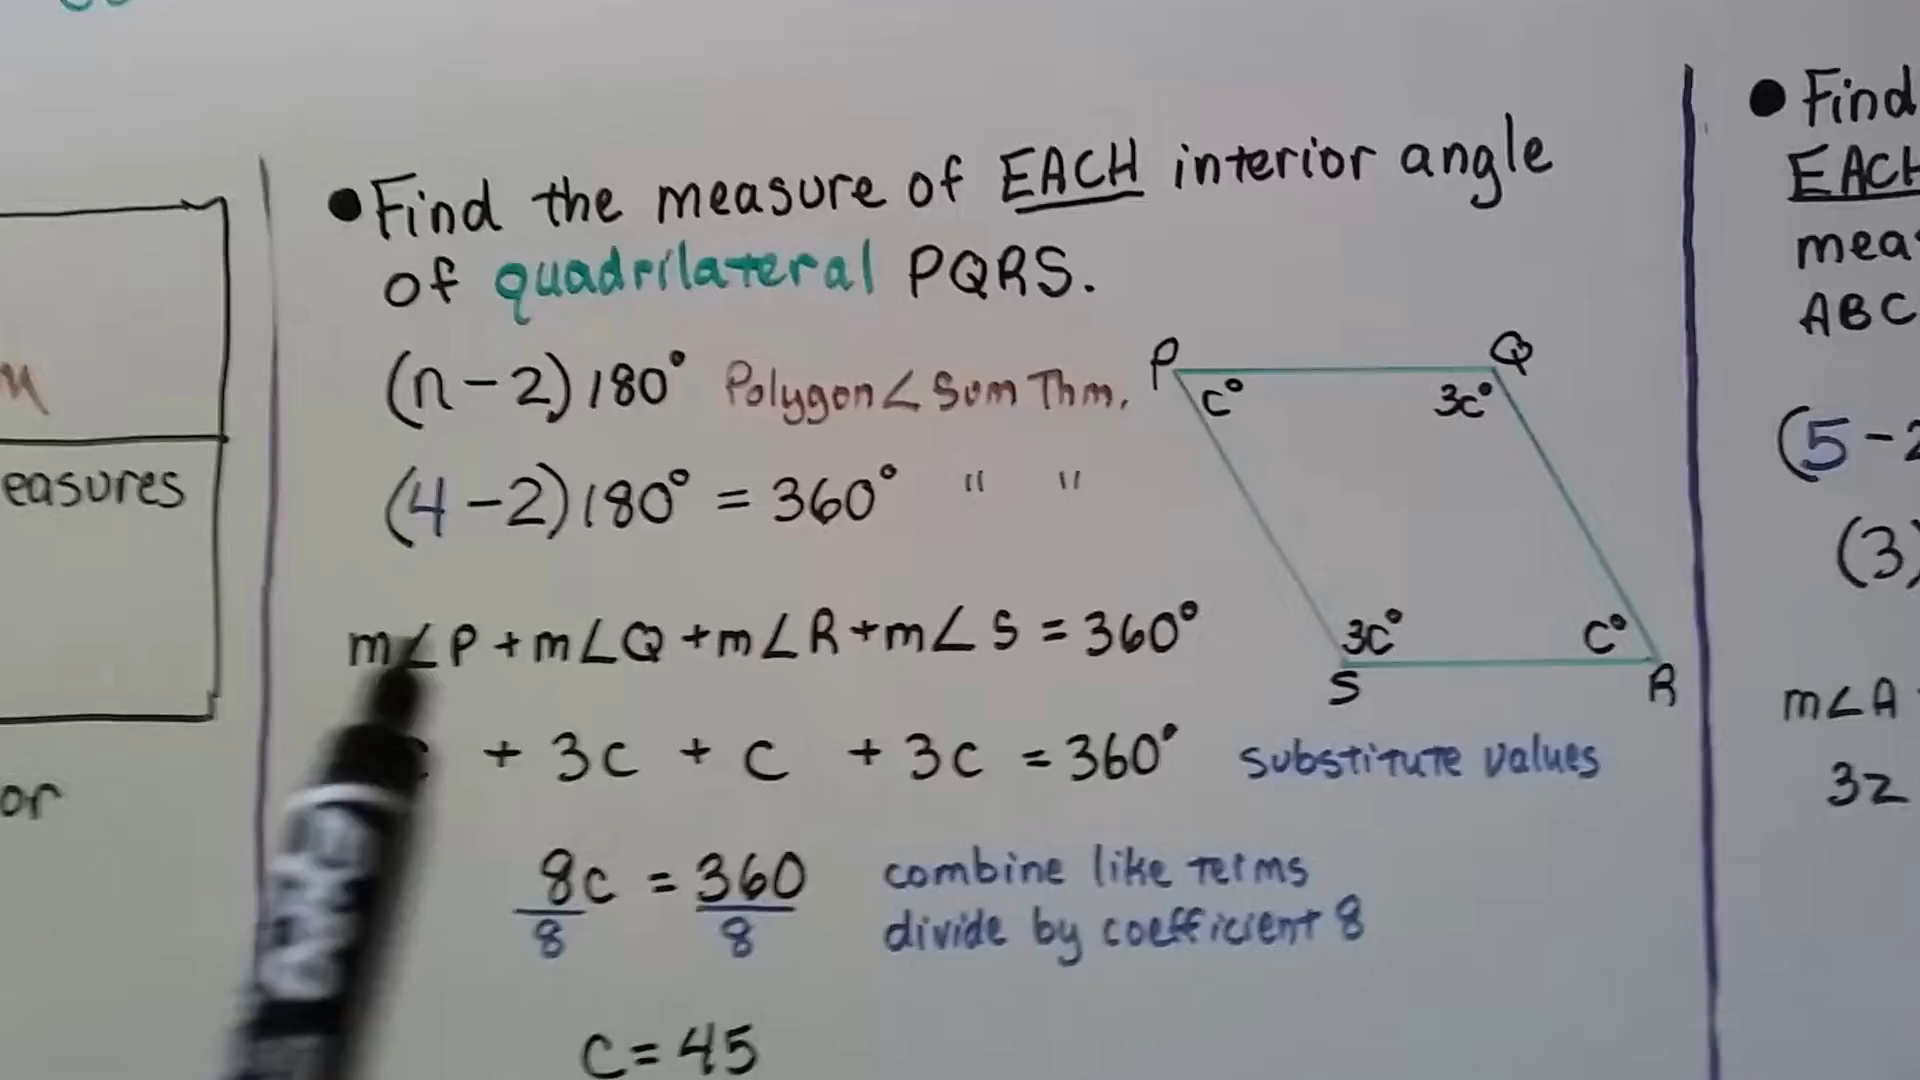 •Find the measure of EACH interior angle
of quadrilateral PQRS.
(n-2)180° Polygon∠Sum Thm.
(4-2)180° = 360° " "
m∠P+m∠Q+m∠R+m∠S=360°
+ 3c + c + 3c = 360° substitute values
8c = 360 combine like terms
8 8 divide by coefficient 8
c=45
P
Q
c°
3c°
3c°
c°
S
R
easures
or
•Find
EACH
ABC
(5-2
(3)
m∠A
3z